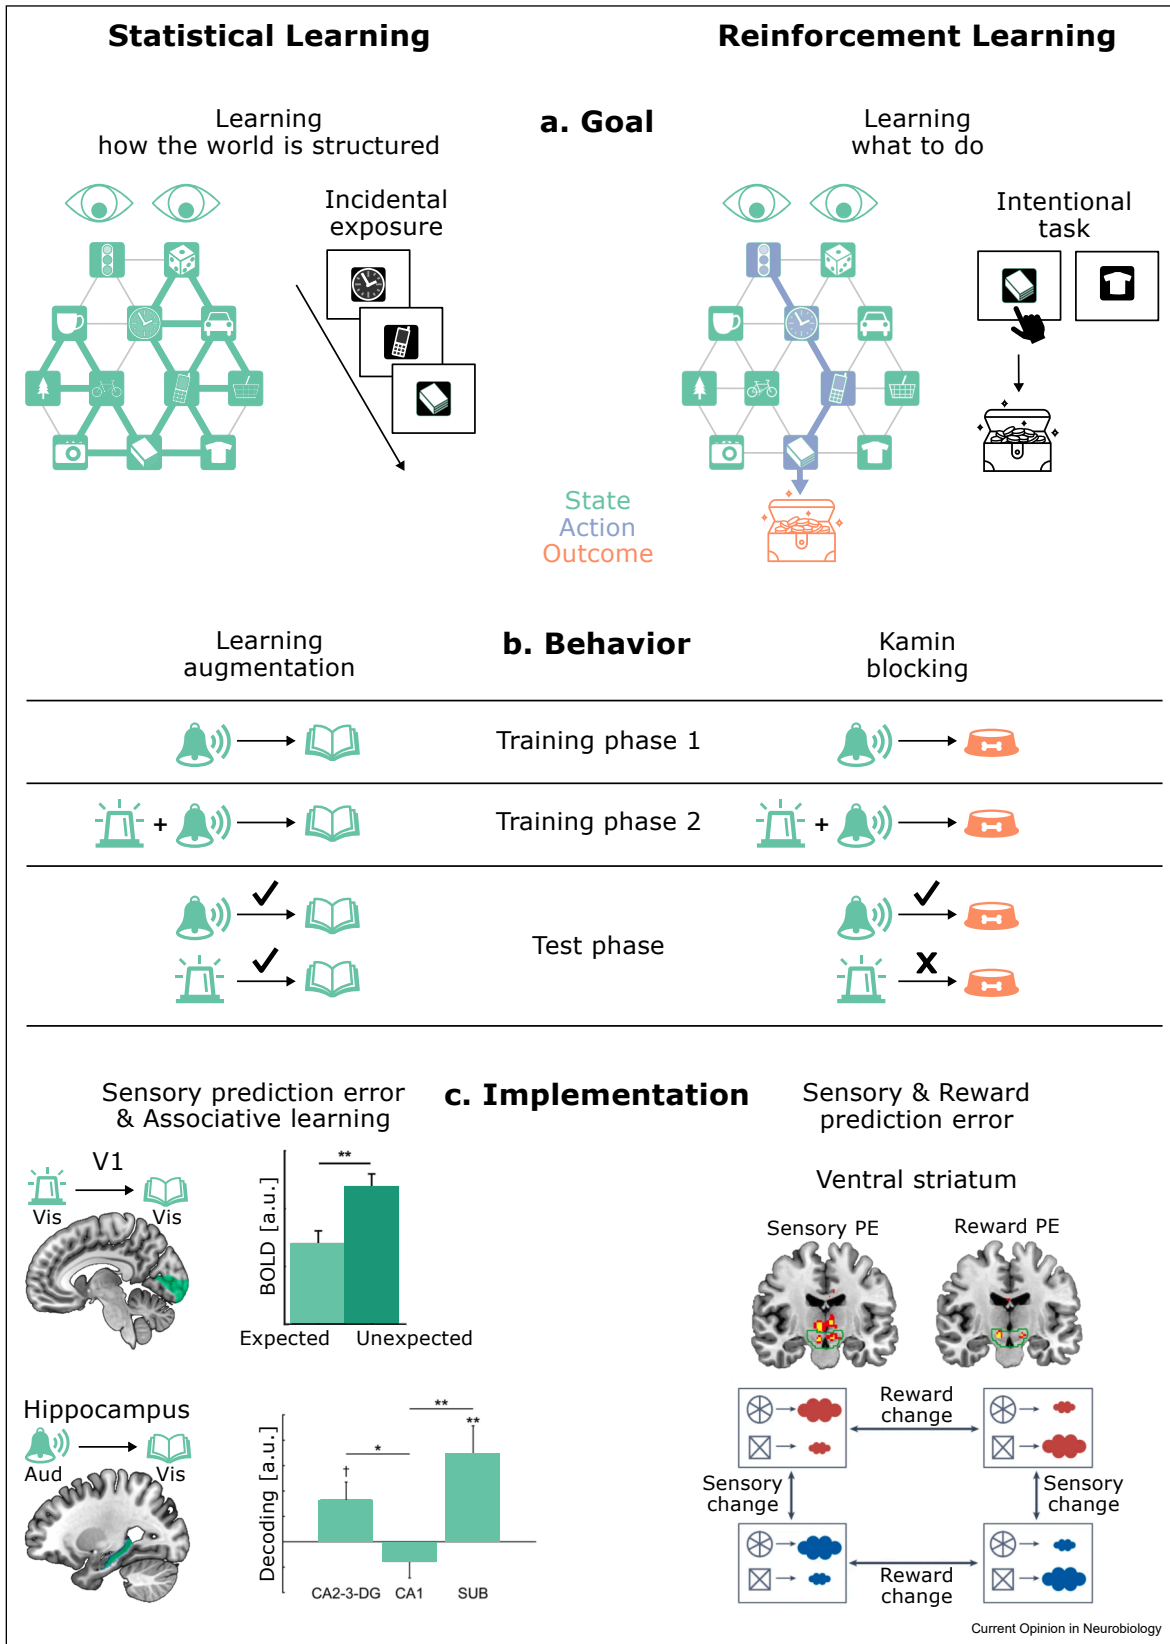 Statistical Learning
Reinforcement Learning
a. Goal
Learning
how the world is structured
Incidental
exposure
Learning
what to do
Intentional
task
State
Action
Outcome
b. Behavior
Learning
augmentation
Kamin
blocking
Training phase 1
+
Training phase 2
+
Test phase
X
c. Implementation
Sensory prediction error
& Associative learning
Sensory & Reward
prediction error
V1
Vis
Vis
BOLD [a.u.]
**
Expected
Unexpected
Ventral striatum
Sensory PE
Reward PE
Hippocampus
Aud
Vis
Decoding [a.u.]
**
**
*
†
CA2-3-DG
CA1
SUB
Reward
change
Sensory
change
Sensory
change
Reward
change
Current Opinion in Neurobiology